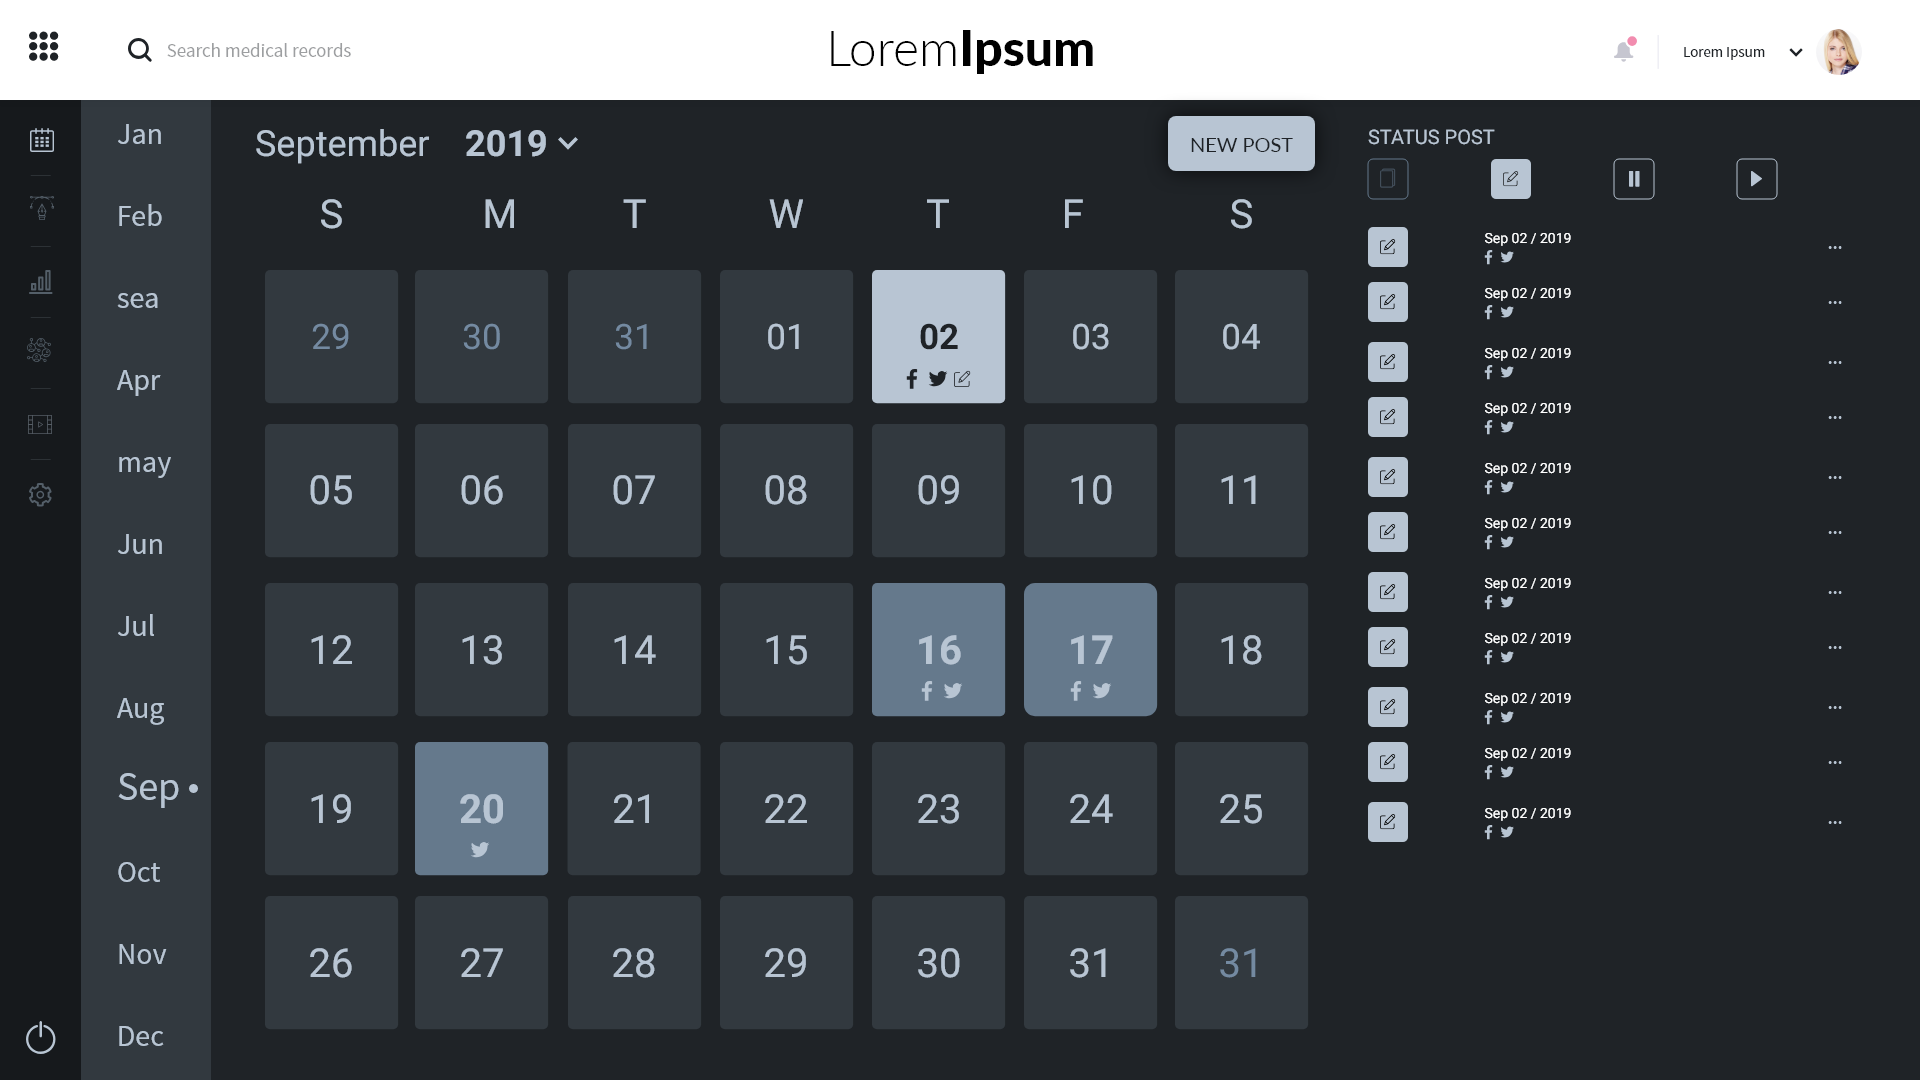 Search medical records
LoremIpsum
Lorem Ipsum
Jan
Feb
sea
Apr
may
Jun
Jul
Aug
Sep •
Oct
Nov
Dec
September 2019
NEW POST
S M T W T F S
29 30 31 01 02 03 04
05 06 07 08 09 10 11
12 13 14 15 16 17 18
19 20 21 22 23 24 25
26 27 28 29 30 31 31
STATUS POST
Sep 02 / 2019 ...
Sep 02 / 2019 ...
Sep 02 / 2019 ...
Sep 02 / 2019 ...
Sep 02 / 2019 ...
Sep 02 / 2019 ...
Sep 02 / 2019 ...
Sep 02 / 2019 ...
Sep 02 / 2019 ...
Sep 02 / 2019 ...
Sep 02 / 2019 ...